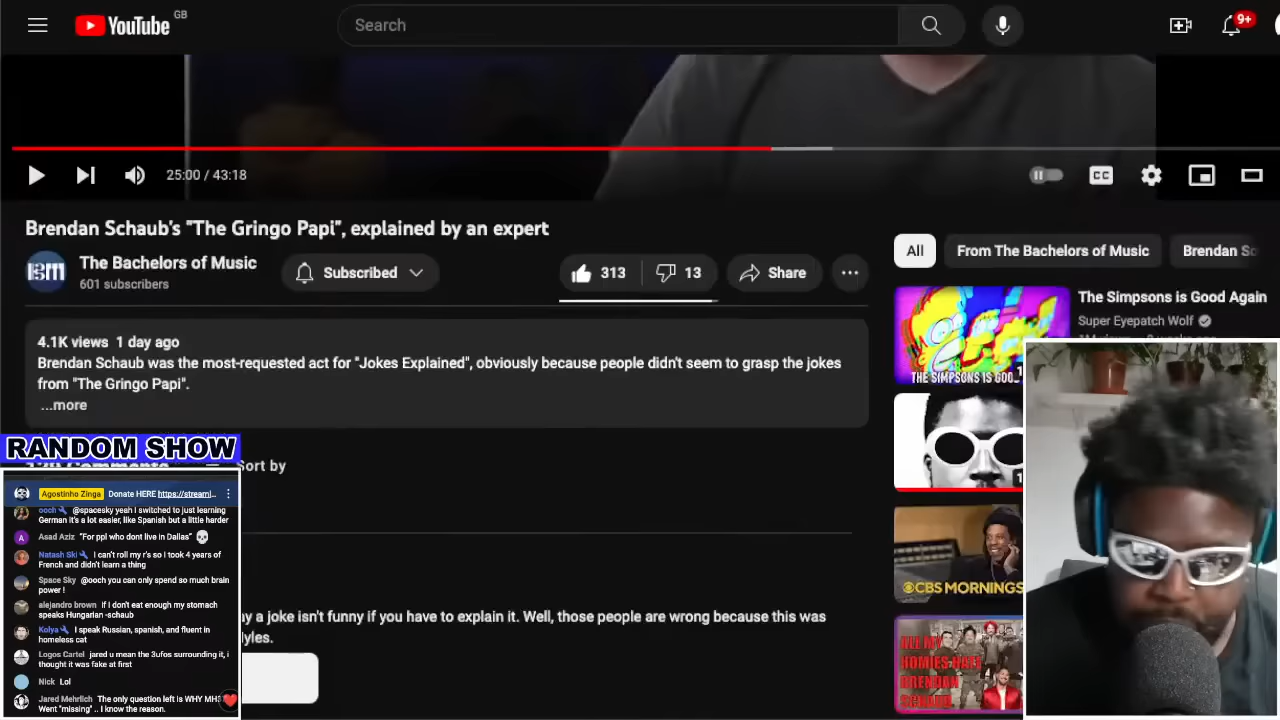 YouTube GB
Search
9+
25:00 / 43:18
CC
Brendan Schaub's "The Gringo Papi", explained by an expert
The Bachelors of Music
601 subscribers
Subscribed
313
13
Share
4.1K views 1 day ago
Brendan Schaub was the most-requested act for "Jokes Explained", obviously because people didn't seem to grasp the jokes
from "The Gringo Papi".
...more
Sort by
All
From The Bachelors of Music
Brendan
The Simpsons is Good Again
Super Eyepatch Wolf
THE SIMPSONS IS
CBS MORNINGS
ALL MY
HOMIES HATE
BRENDAN
SCHAUB
RANDOM SHOW
Agostinho Zinga Donate HERE https://streaml...
ooch @spacesky yeah I switched to just learning
German it's a lot easier, like Spanish but a little harder
A Asad Aziz "For ppl who dont live in Dallas"
Natash Ski I can't roll my r's so I took 4 years of
French and didn't learn a thing
Space Sky @ooch you can only spend so much brain
power !
alejandro brown if I don't eat enough my stomach
speaks Hungarian -schaub
Kolya I speak Russian, spanish, and fluent in
homeless cat
Logos Cartel jared u mean the 3ufos surrounding it, i
thought it was fake at first
Nick Lol
Jared Mehrlich The only question left is WHY
Went "missing" .. I know the reason.
a joke isn't funny if you have to explain it. Well, those people are wrong because this was